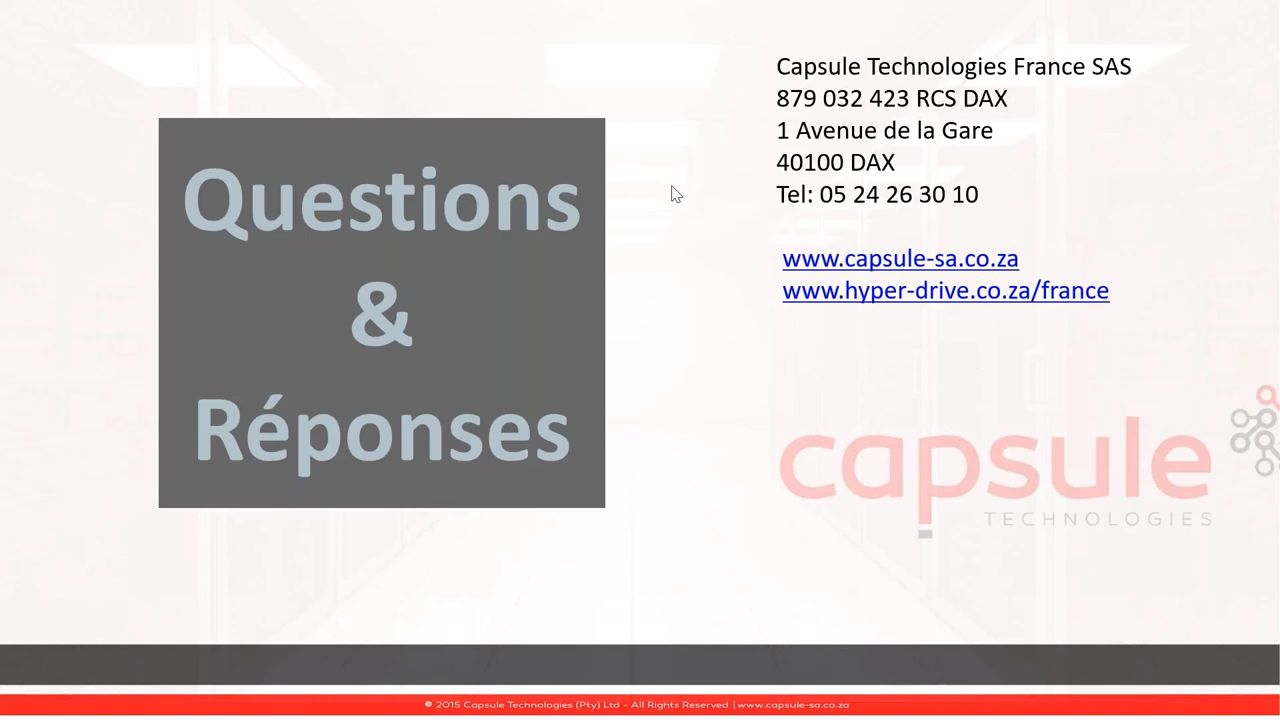 Questions
&
Réponses
Capsule Technologies France SAS
879 032 423 RCS DAX
1 Avenue de la Gare
40100 DAX
Tel: 05 24 26 30 10
www.capsule-sa.co.za
www.hyper-drive.co.za/france
capsule
TECHNOLOGIES
© 2015 Capsule Technologies (Pty) Ltd - All Rights Reserved | www.capsule-sa.co.za